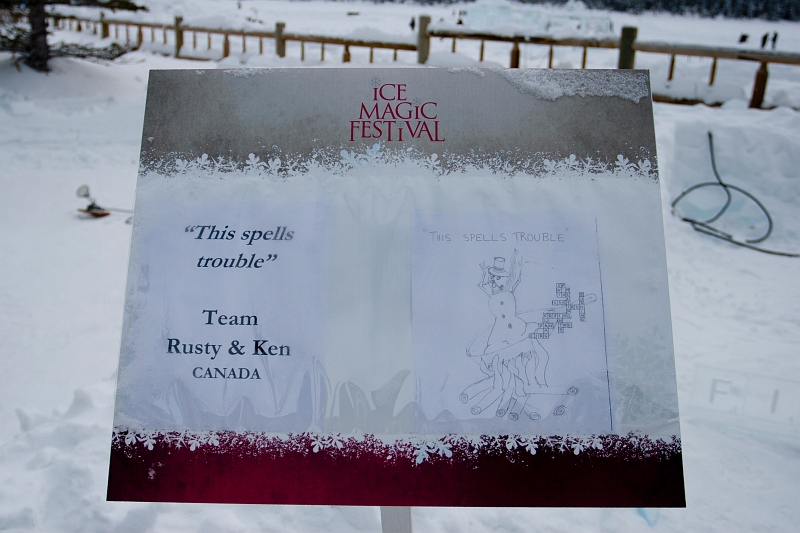 ICE
MAGIC
FESTIVAL
“This spells
trouble”
Team
Rusty & Ken
CANADA
"THIS SPELLS TROUBLE"